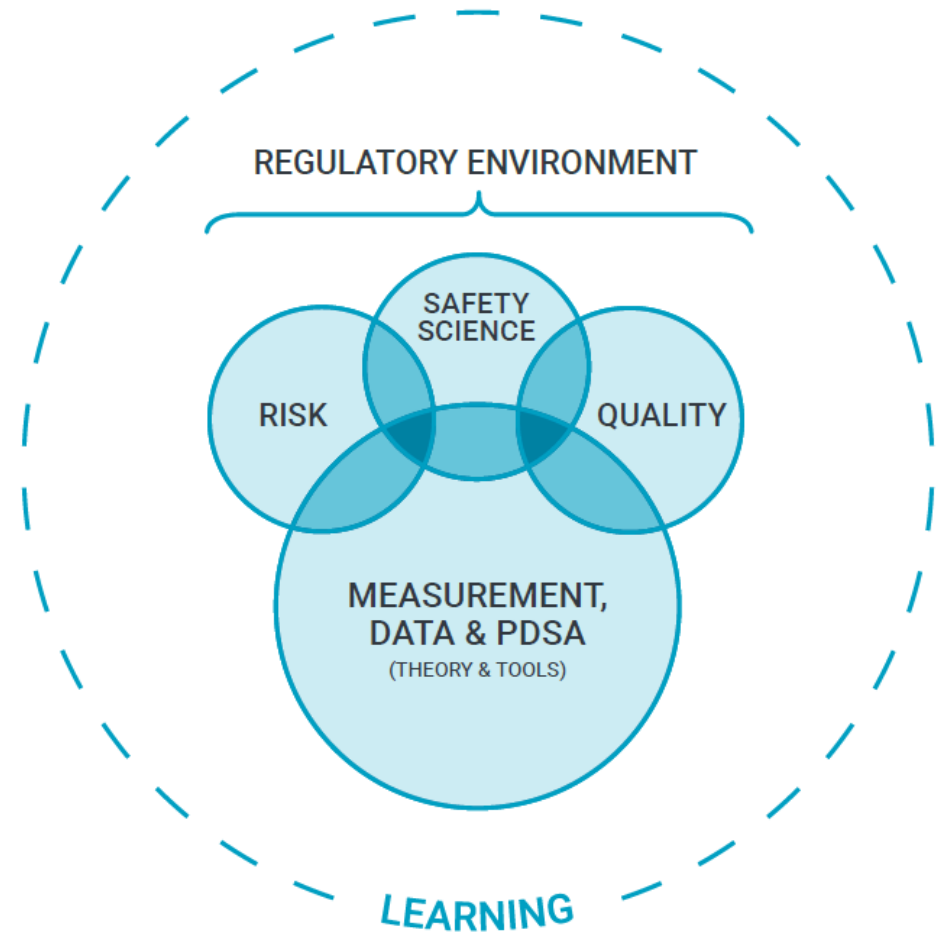 REGULATORY ENVIRONMENT
SAFETY
SCIENCE
RISK
QUALITY
MEASUREMENT,
DATA & PDSA
(THEORY & TOOLS)
LEARNING